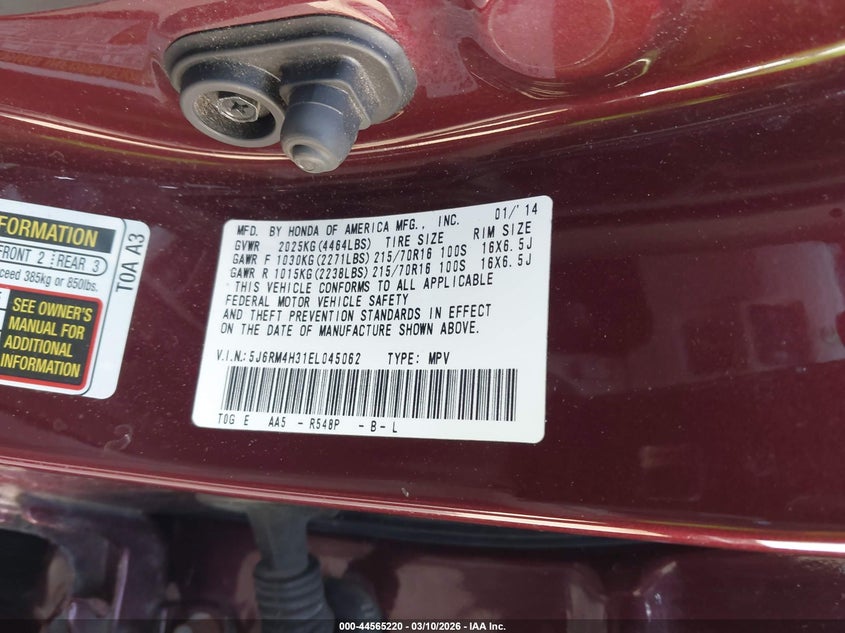 FORMATION
FRONT 2 REAR 3
ceed 385kg or 850lbs.
SEE OWNER'S
MANUAL FOR
ADDITIONAL
INFORMATION
T0A A3
MFD. BY HONDA OF AMERICA MFG., INC. 01/'14
GVWR 2025KG(4464LBS) TIRE SIZE RIM SIZE
GAWR F 1030KG(2271LBS) 215/70R16 100S 16X6.5J
GAWR R 1015KG(2238LBS) 215/70R16 100S 16X6.5J
THIS VEHICLE CONFORMS TO ALL APPLICABLE
FEDERAL MOTOR VEHICLE SAFETY
AND THEFT PREVENTION STANDARDS IN EFFECT
ON THE DATE OF MANUFACTURE SHOWN ABOVE.
V.I.N.:5J6RM4H31EL045062 TYPE: MPV
T0G E AA5 - R548P - B - L
000-44565220 - 03/10/2026 - IAA Inc.